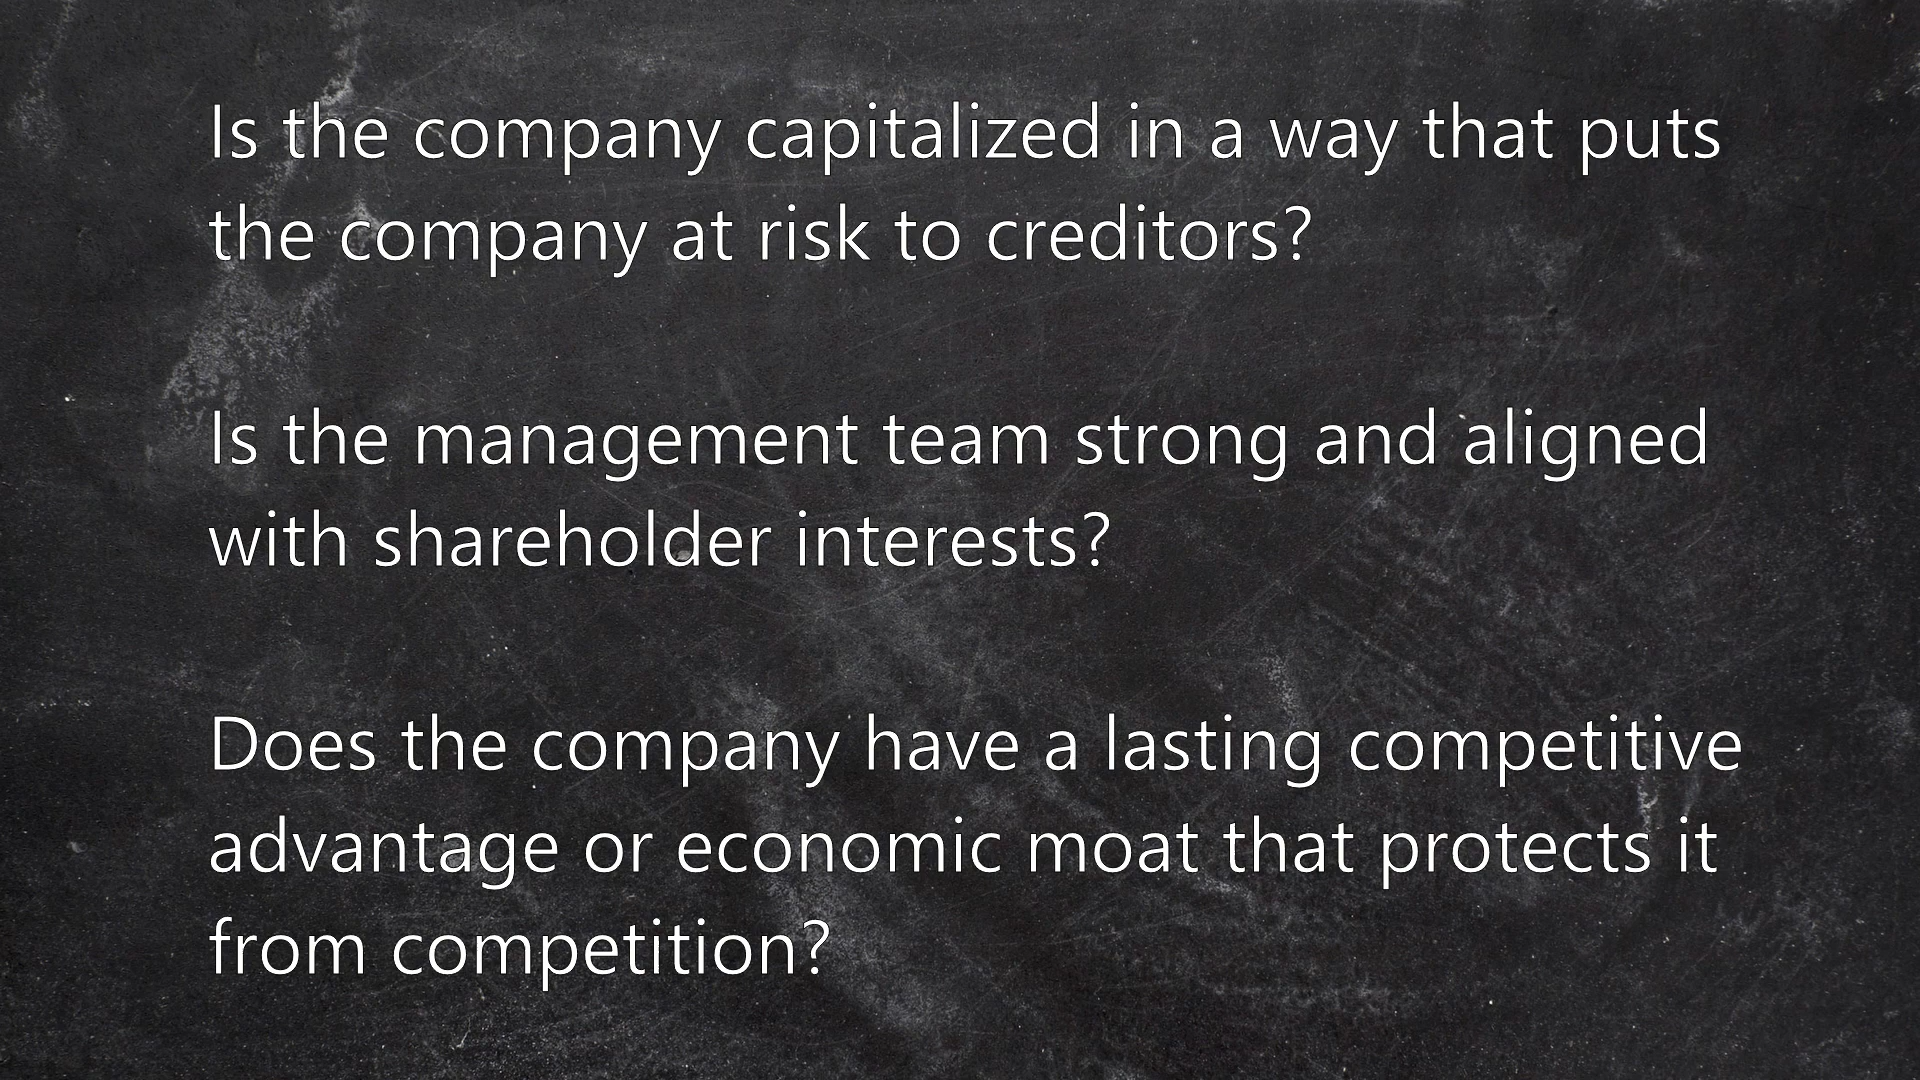 Is the company capitalized in a way that puts
the company at risk to creditors?
Is the management team strong and aligned
with shareholder interests?
Does the company have a lasting competitive
advantage or economic moat that protects it
from competition?